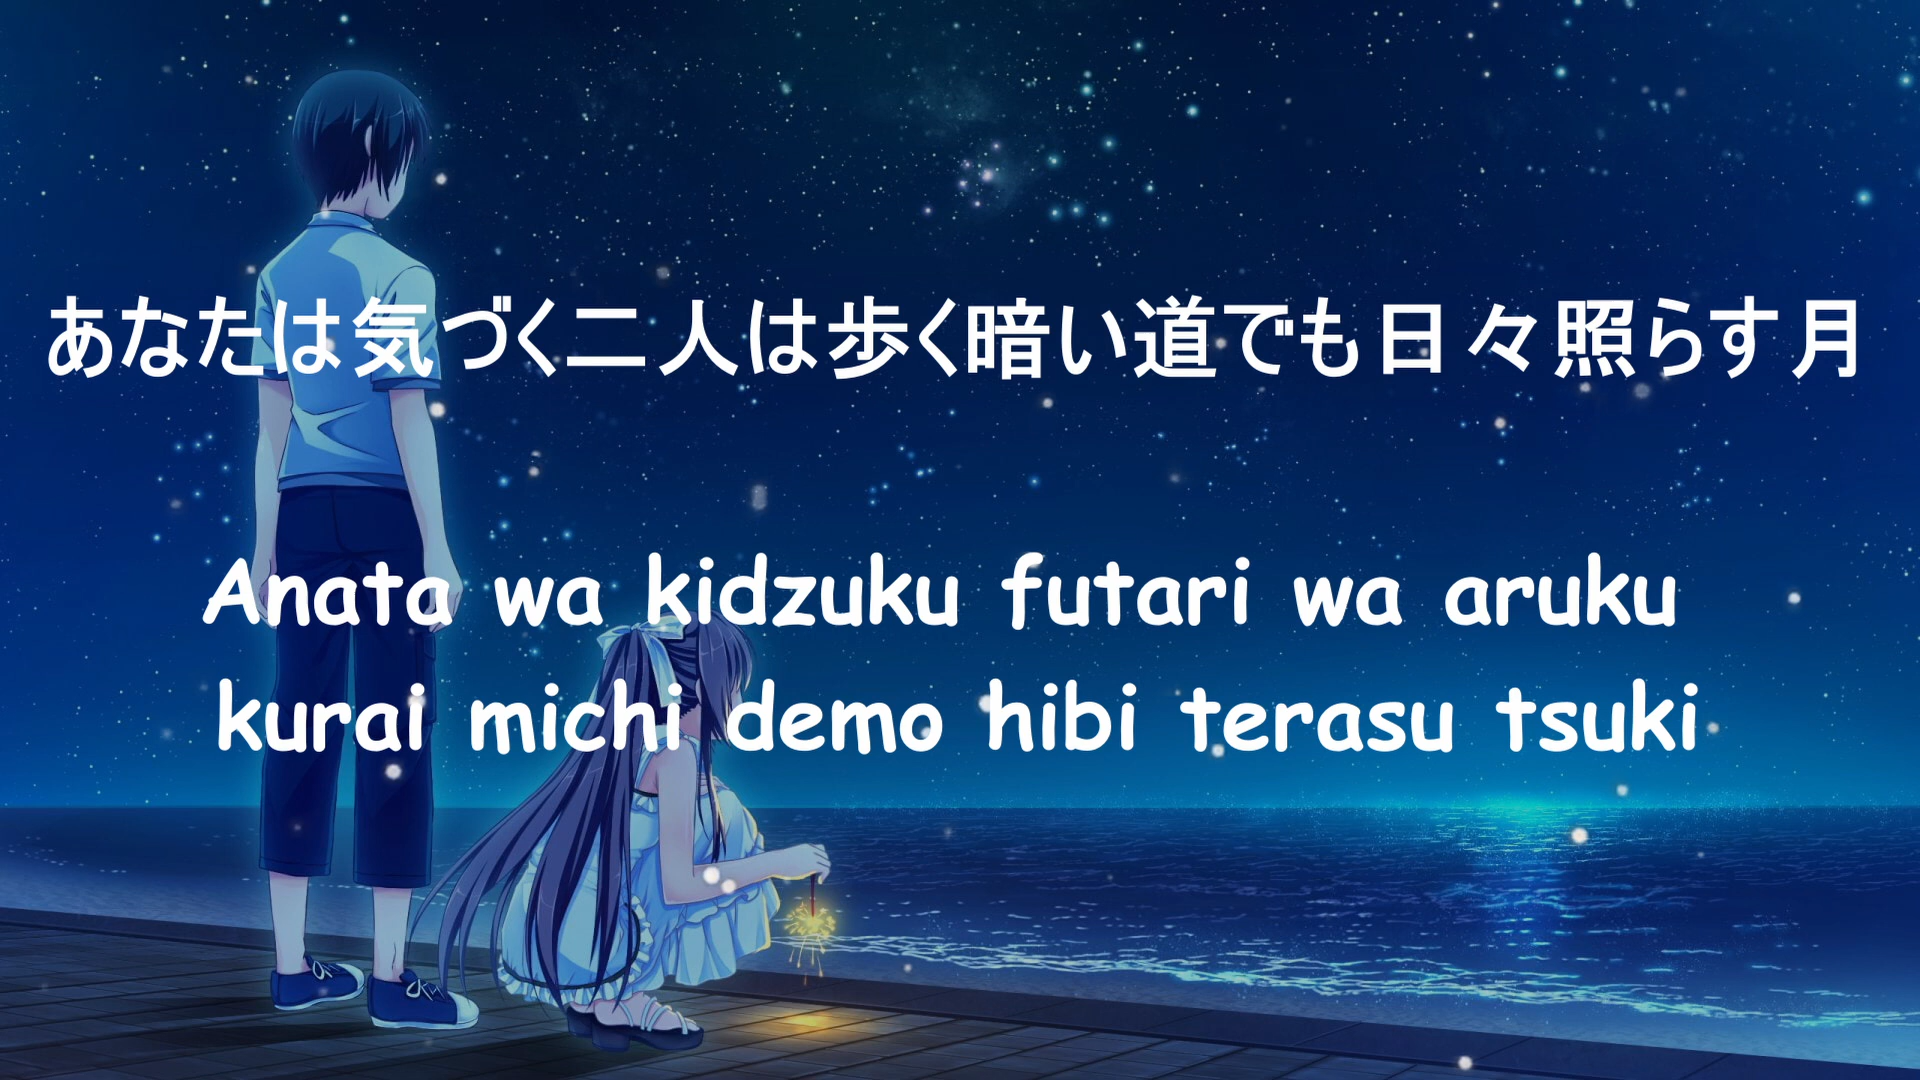 あなたは気づく二人は歩く暗い道でも日々照らす月
Anata wa kidzuku futari wa aruku
kurai michi demo hibi terasu tsuki